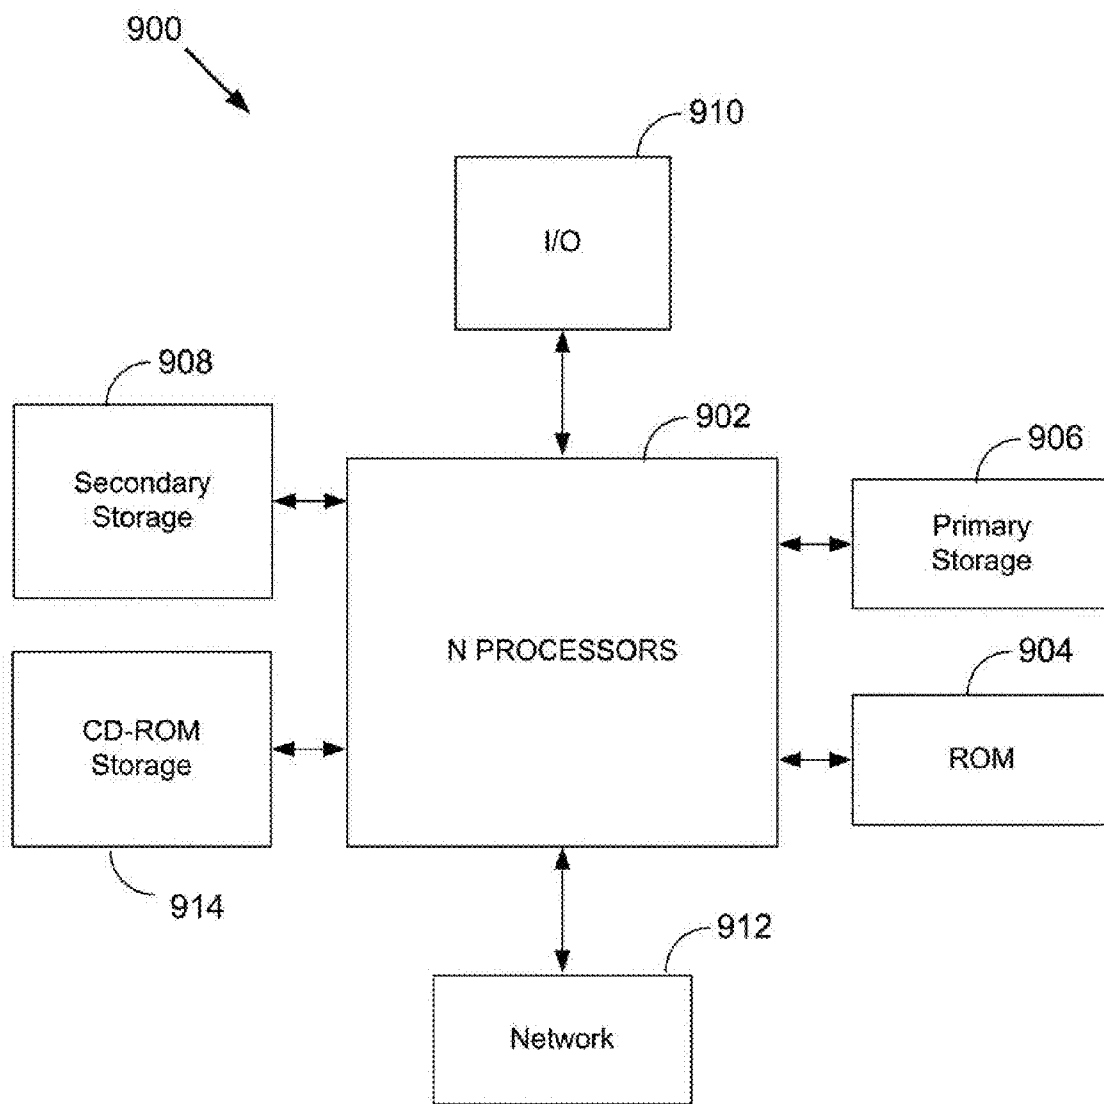 900
910
I/O
908
902
906
Secondary
Storage
Primary
Storage
N PROCESSORS
904
CD-ROM
Storage
ROM
914
912
Network